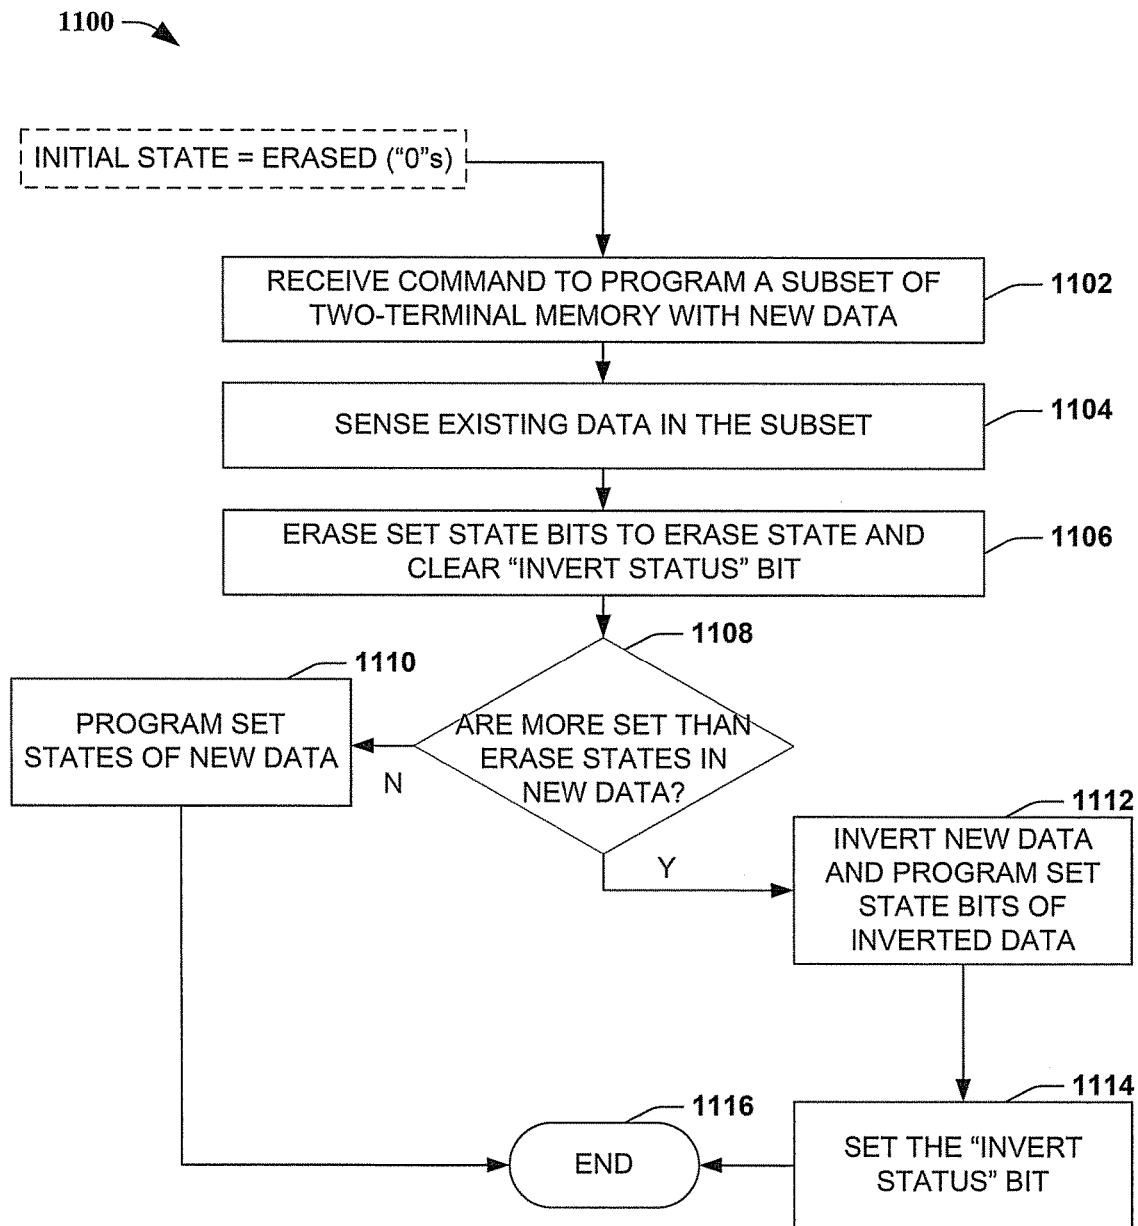 1100
INITIAL STATE = ERASED (“0”s)
RECEIVE COMMAND TO PROGRAM A SUBSET OF
TWO-TERMINAL MEMORY WITH NEW DATA
1102
SENSE EXISTING DATA IN THE SUBSET
1104
ERASE SET STATE BITS TO ERASE STATE AND
CLEAR “INVERT STATUS” BIT
1106
1108
ARE MORE SET THAN
ERASE STATES IN
NEW DATA?
1110
PROGRAM SET
STATES OF NEW DATA
N
Y
1112
INVERT NEW DATA
AND PROGRAM SET
STATE BITS OF
INVERTED DATA
1114
SET THE “INVERT
STATUS” BIT
1116
END